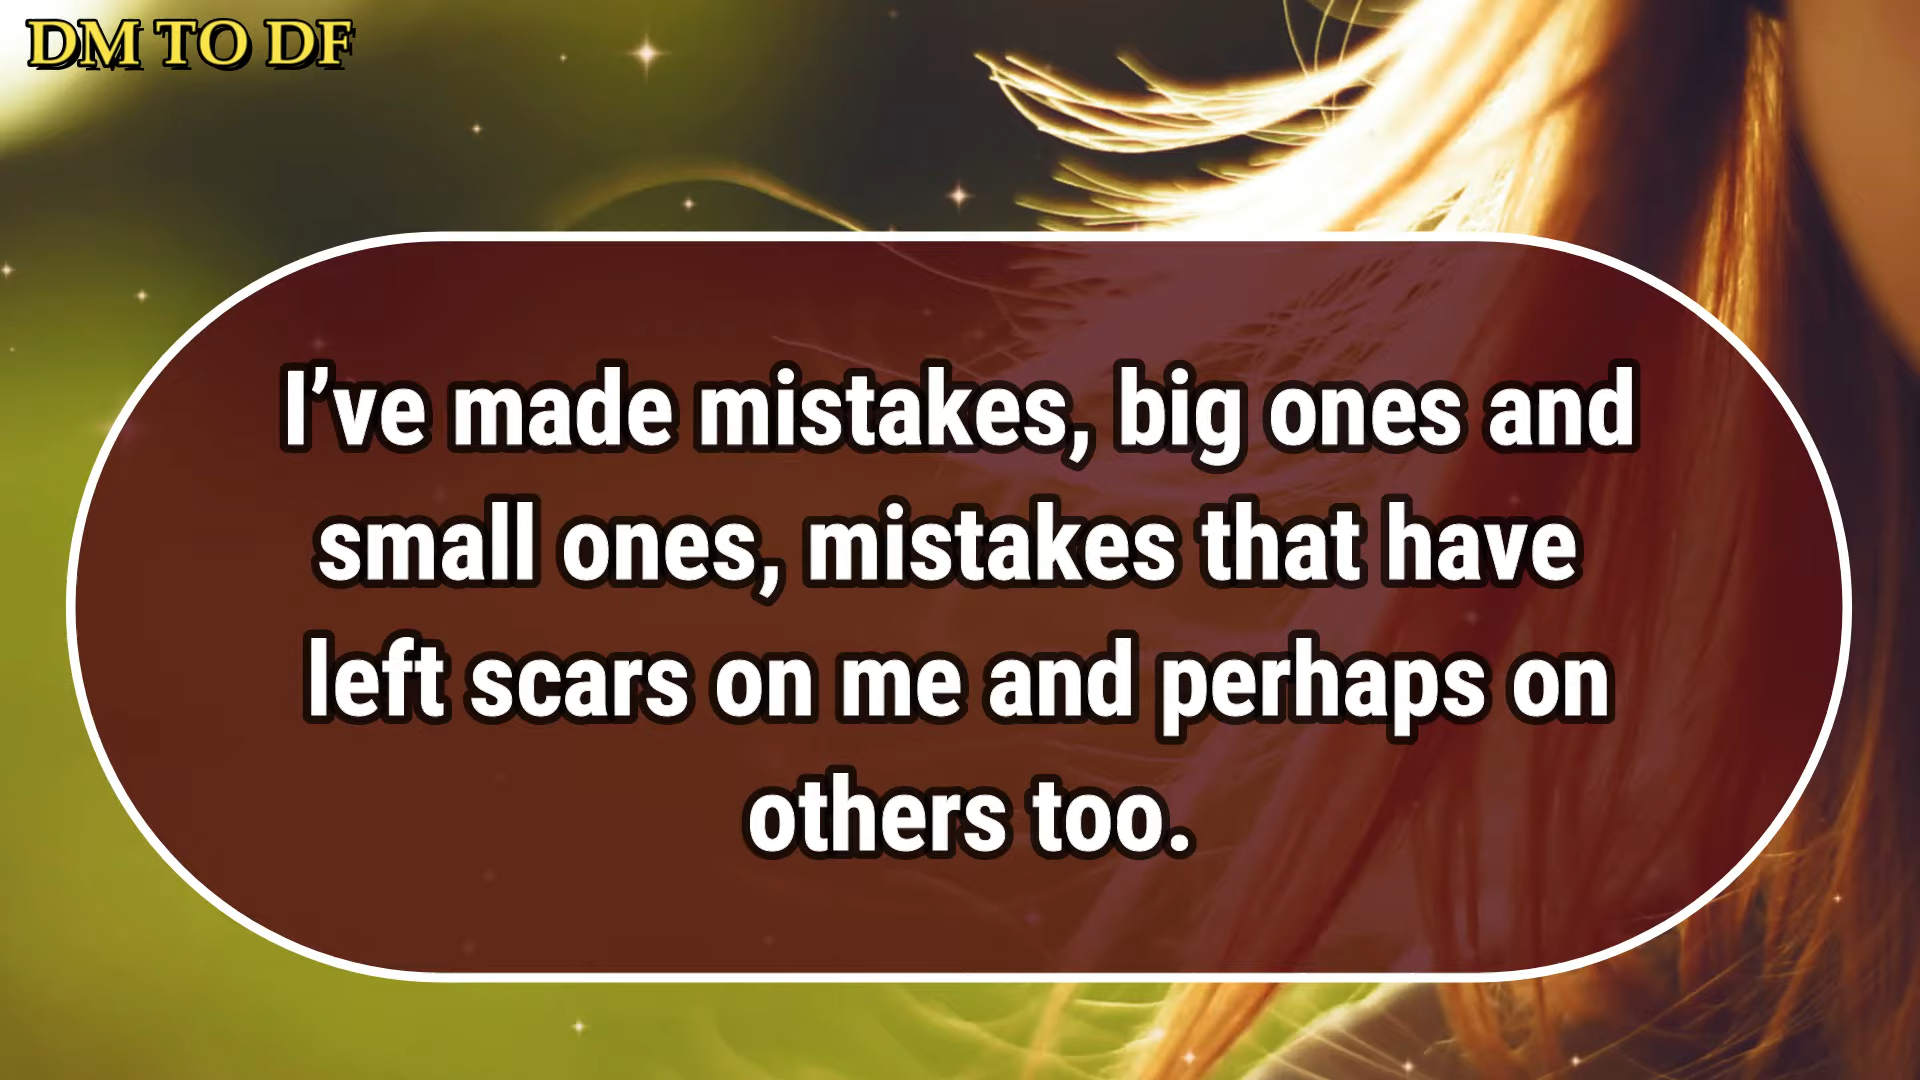 DM TO DF
I’ve made mistakes, big ones and
small ones, mistakes that have
left scars on me and perhaps on
others too.